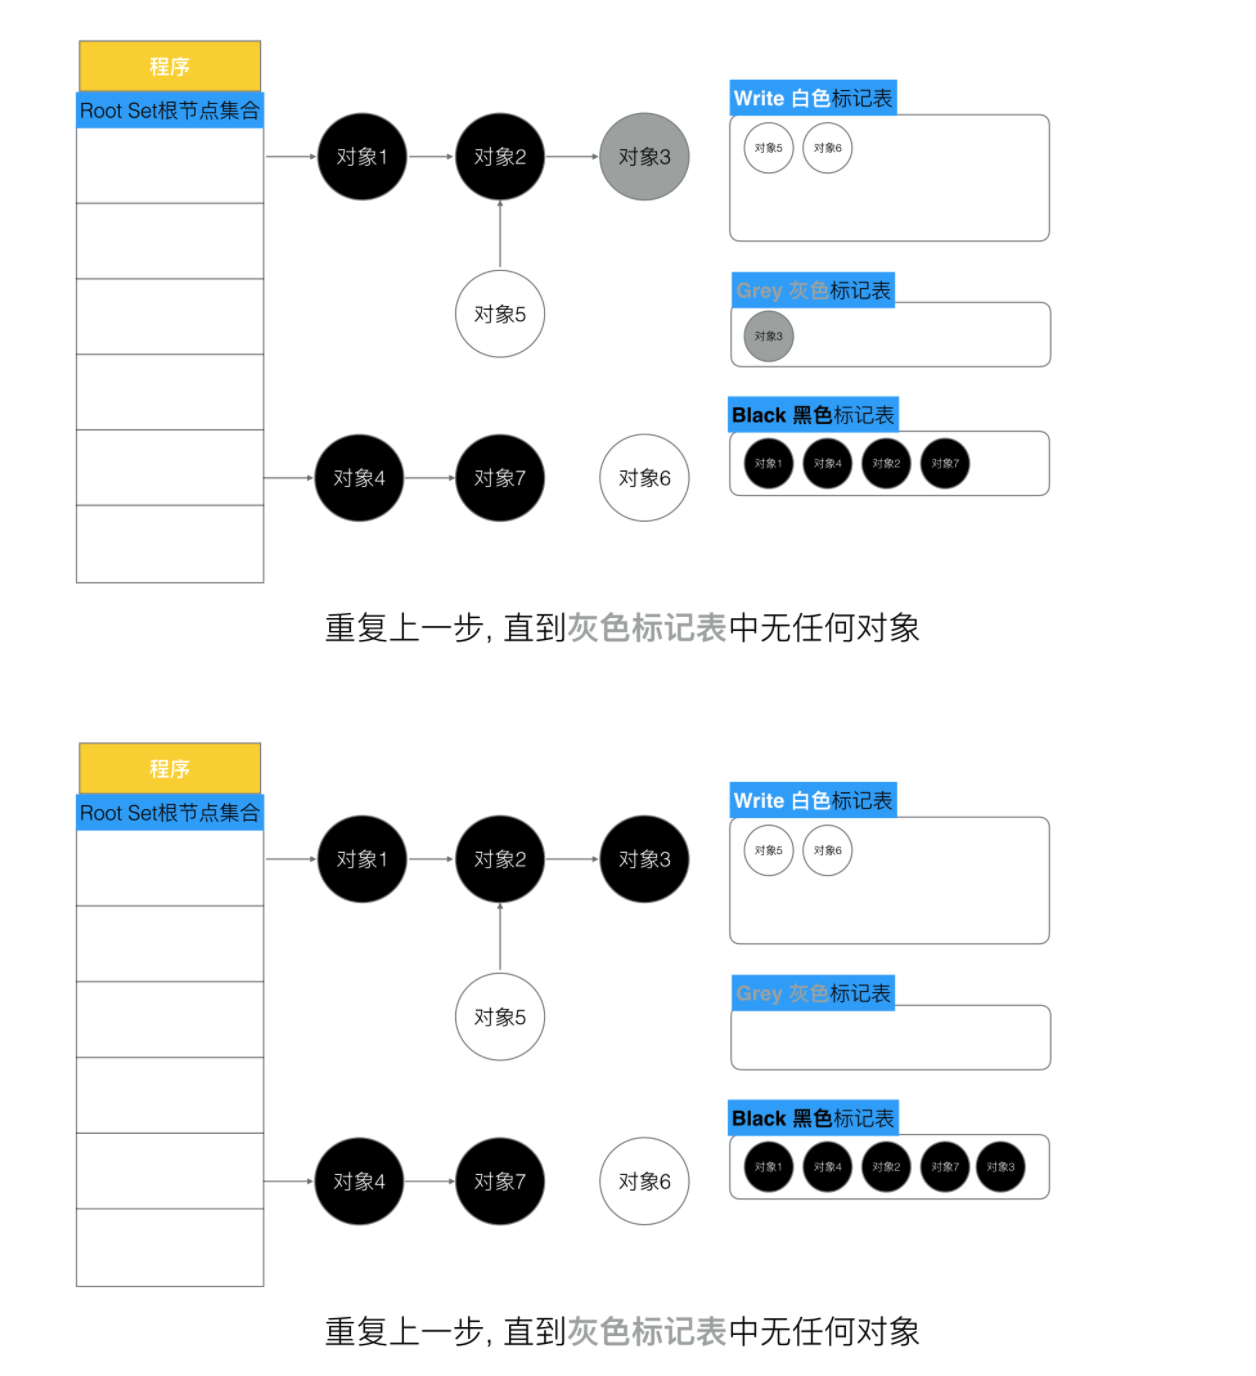 程序
Root Set根节点集合
Write 白色标记表
对象5 对象6
对象1 对象2 对象3
Grey 灰色标记表
对象3
对象5
Black 黑色标记表
对象1 对象4 对象2 对象7
对象4 对象7 对象6
重复上一步, 直到灰色标记表中无任何对象
程序
Root Set根节点集合
Write 白色标记表
对象5 对象6
对象1 对象2 对象3
Grey 灰色标记表
对象5
Black 黑色标记表
对象1 对象4 对象2 对象7 对象3
对象4 对象7 对象6
重复上一步, 直到灰色标记表中无任何对象